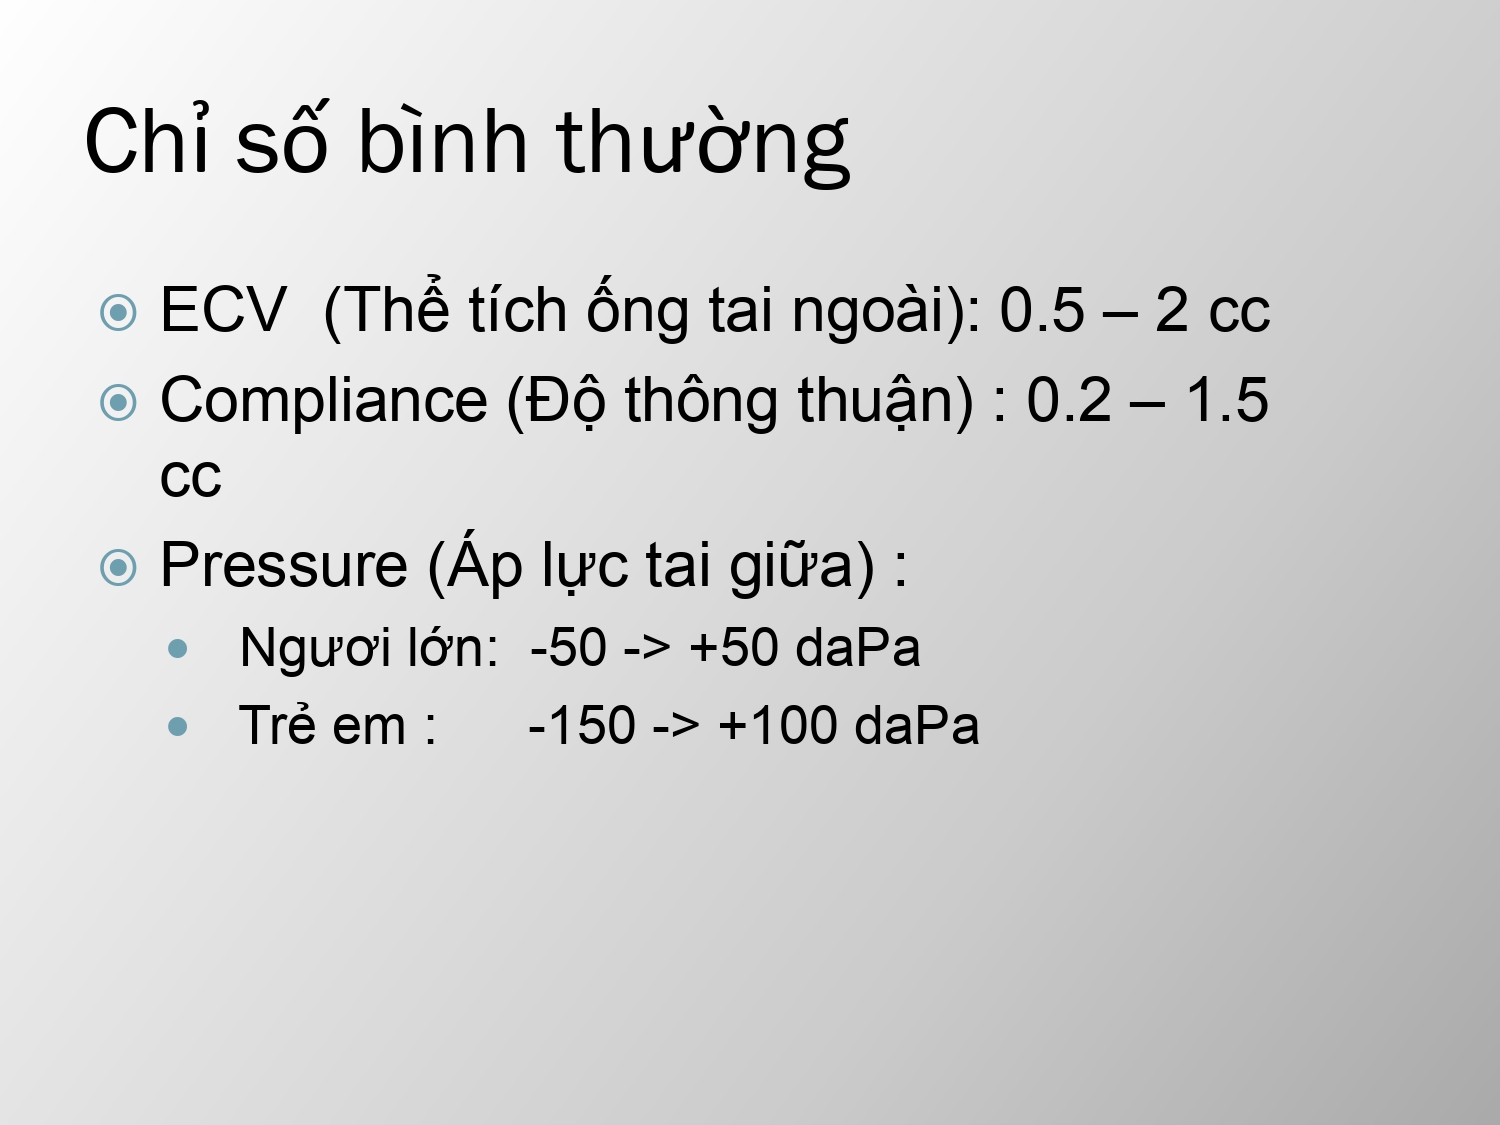 Chỉ số bình thường
ECV (Thể tích ống tai ngoài): 0.5 – 2 cc
Compliance (Độ thông thuận) : 0.2 – 1.5
cc
Pressure (Áp lực tai giữa) :
Ngươi lớn: -50 -> +50 daPa
Trẻ em : -150 -> +100 daPa